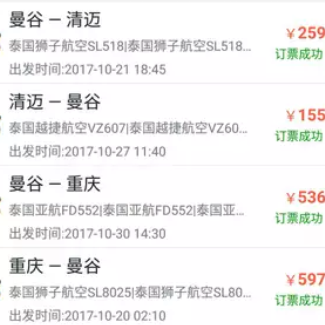 曼谷 — 清迈
¥259
泰国狮子航空SL518|泰国狮子航空SL518...
订票成功
出发时间:2017-10-21 18:45
清迈 — 曼谷
¥155
泰国越捷航空VZ607|泰国越捷航空VZ60...
订票成功
出发时间:2017-10-27 11:40
曼谷 — 重庆
¥536
泰国亚航FD552|泰国亚航FD552|泰国亚...
订票成功
出发时间:2017-10-30 14:30
重庆 — 曼谷
¥597
泰国狮子航空SL8025|泰国狮子航空SL80...
订票成功
出发时间:2017-10-20 02:10